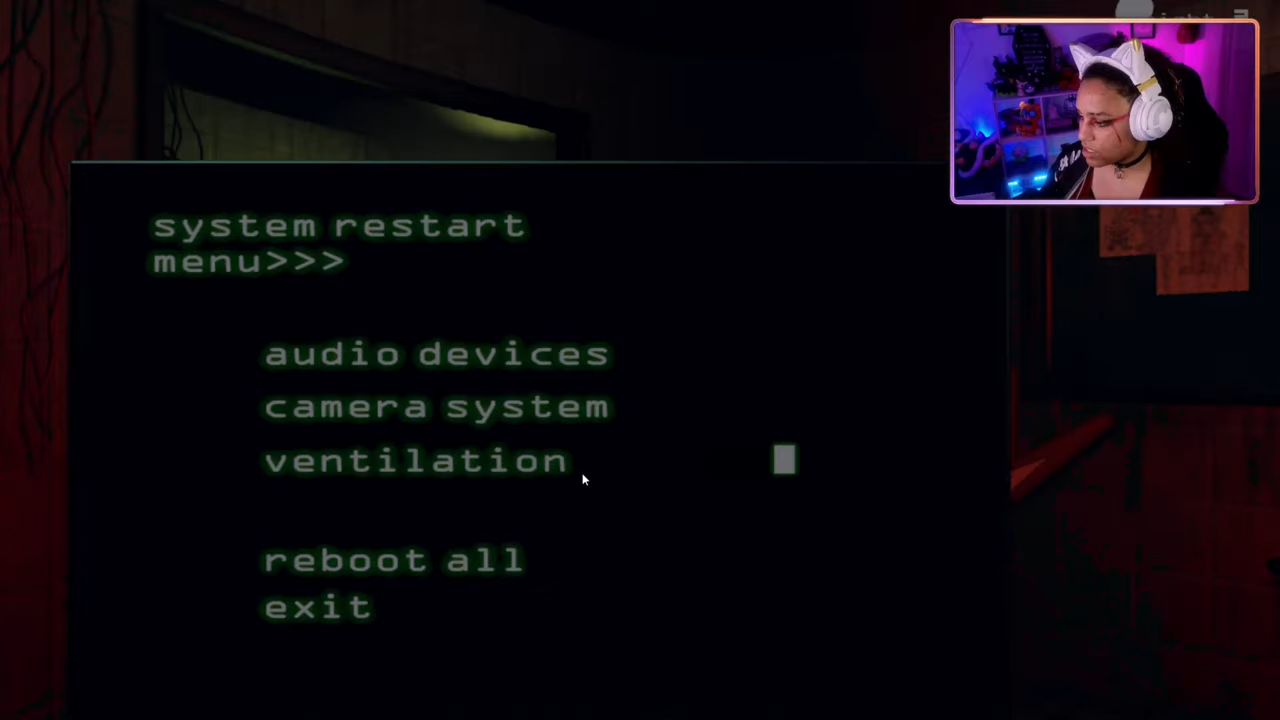 system restart
menu>>>
audio devices
camera system
ventilation
reboot all
exit